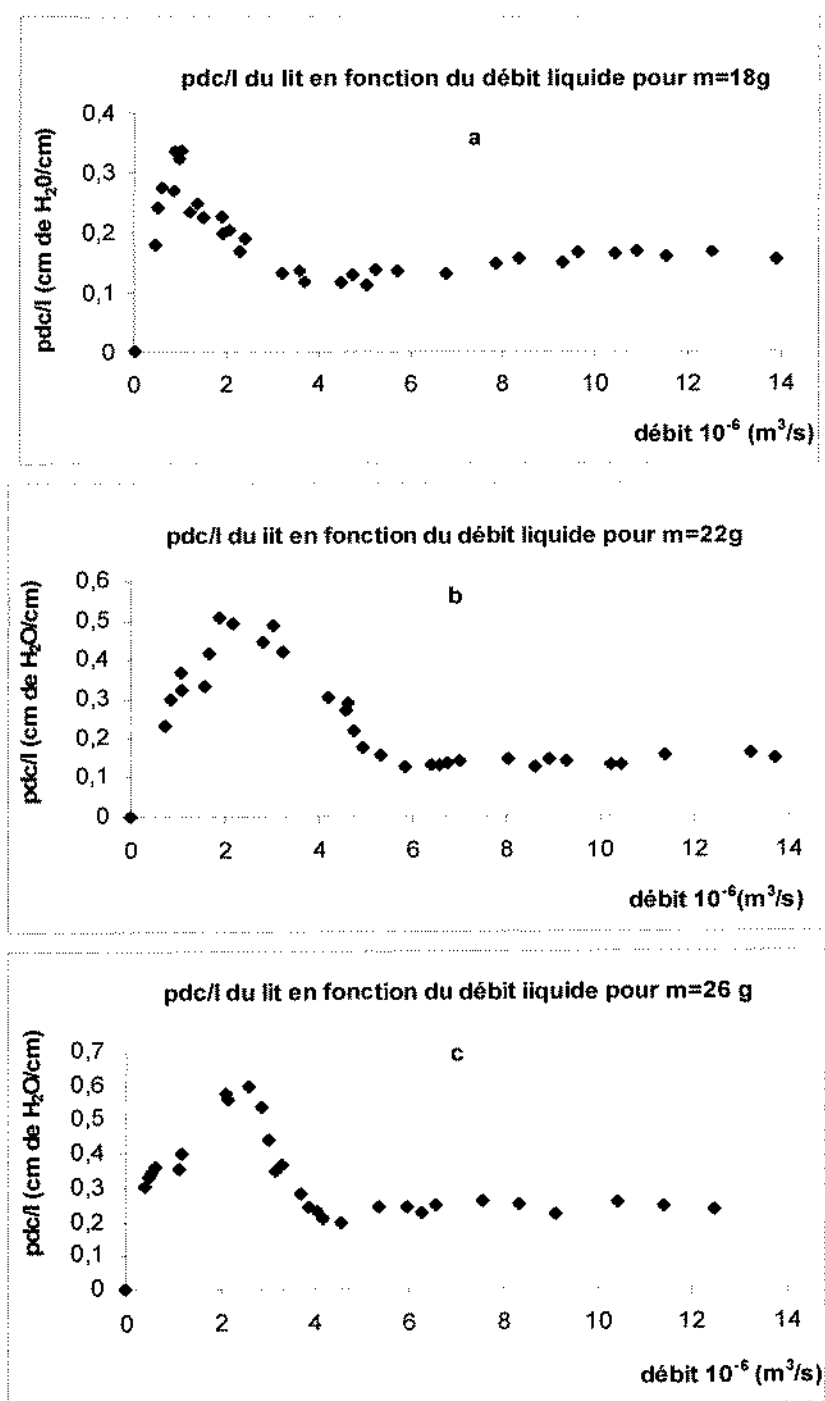 pdc/l du lit en fonction du débit liquide pour m=18g
a
pdc/l (cm de H₂0/cm)
0,4
0,3
0,2
0,1
0
0 2 4 6 8 10 12 14
débit 10⁻⁶ (m³/s)
pdc/l du iit en fonction du débit liquide pour m=22g
b
pdc/l (cm de H₂O/cm)
0,6
0,5
0,4
0,3
0,2
0,1
0
0 2 4 6 8 10 12 14
débit 10⁻⁶(m³/s)
pdc/l du lit en fonction du débit iiquide pour m=26 g
c
pdc/l (cm de H₂O/cm)
0,7
0,6
0,5
0,4
0,3
0,2
0,1
0
0 2 4 6 8 10 12 14
débit 10⁻⁶ (m³/s)